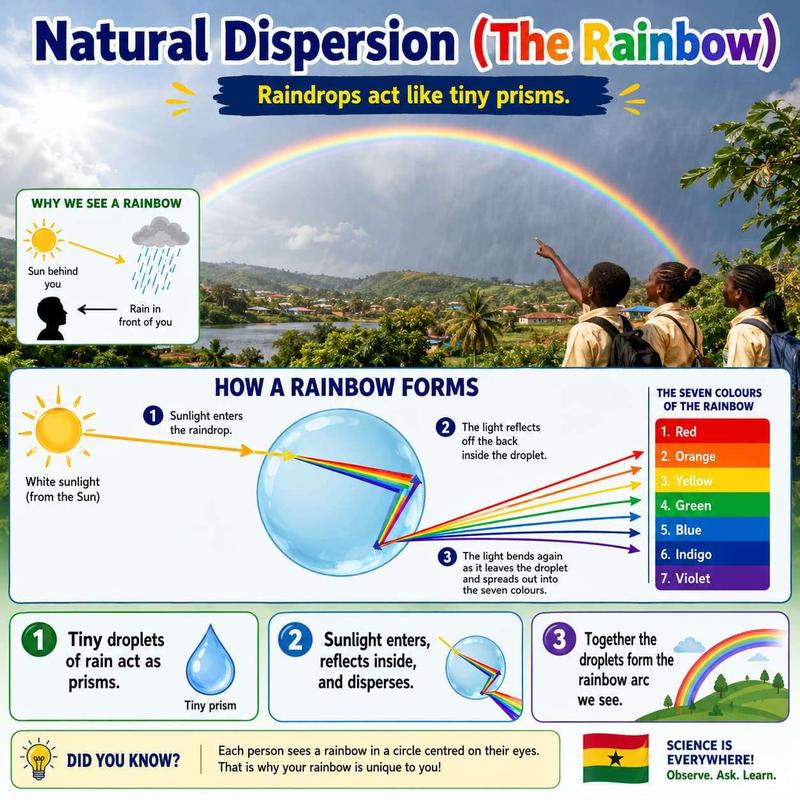 Natural Dispersion (The Rainbow)
Raindrops act like tiny prisms.
WHY WE SEE A RAINBOW
Sun behind
you
Rain in
front of you
HOW A RAINBOW FORMS
1 Sunlight enters
the raindrop.
2 The light reflects
off the back
inside the droplet.
White sunlight
(from the Sun)
3 The light bends again
as it leaves the droplet
and spreads out into
the seven colours.
THE SEVEN COLOURS
OF THE RAINBOW
1. Red
2. Orange
3. Yellow
4. Green
5. Blue
6. Indigo
7. Violet
1 Tiny droplets
of rain act as
prisms.
Tiny prism
2 Sunlight enters,
reflects inside,
and disperses.
3 Together the
droplets form the
rainbow arc
we see.
DID YOU KNOW?
Each person sees a rainbow in a circle centred on their eyes.
That is why your rainbow is unique to you!
SCIENCE IS
EVERYWHERE!
Observe. Ask. Learn.